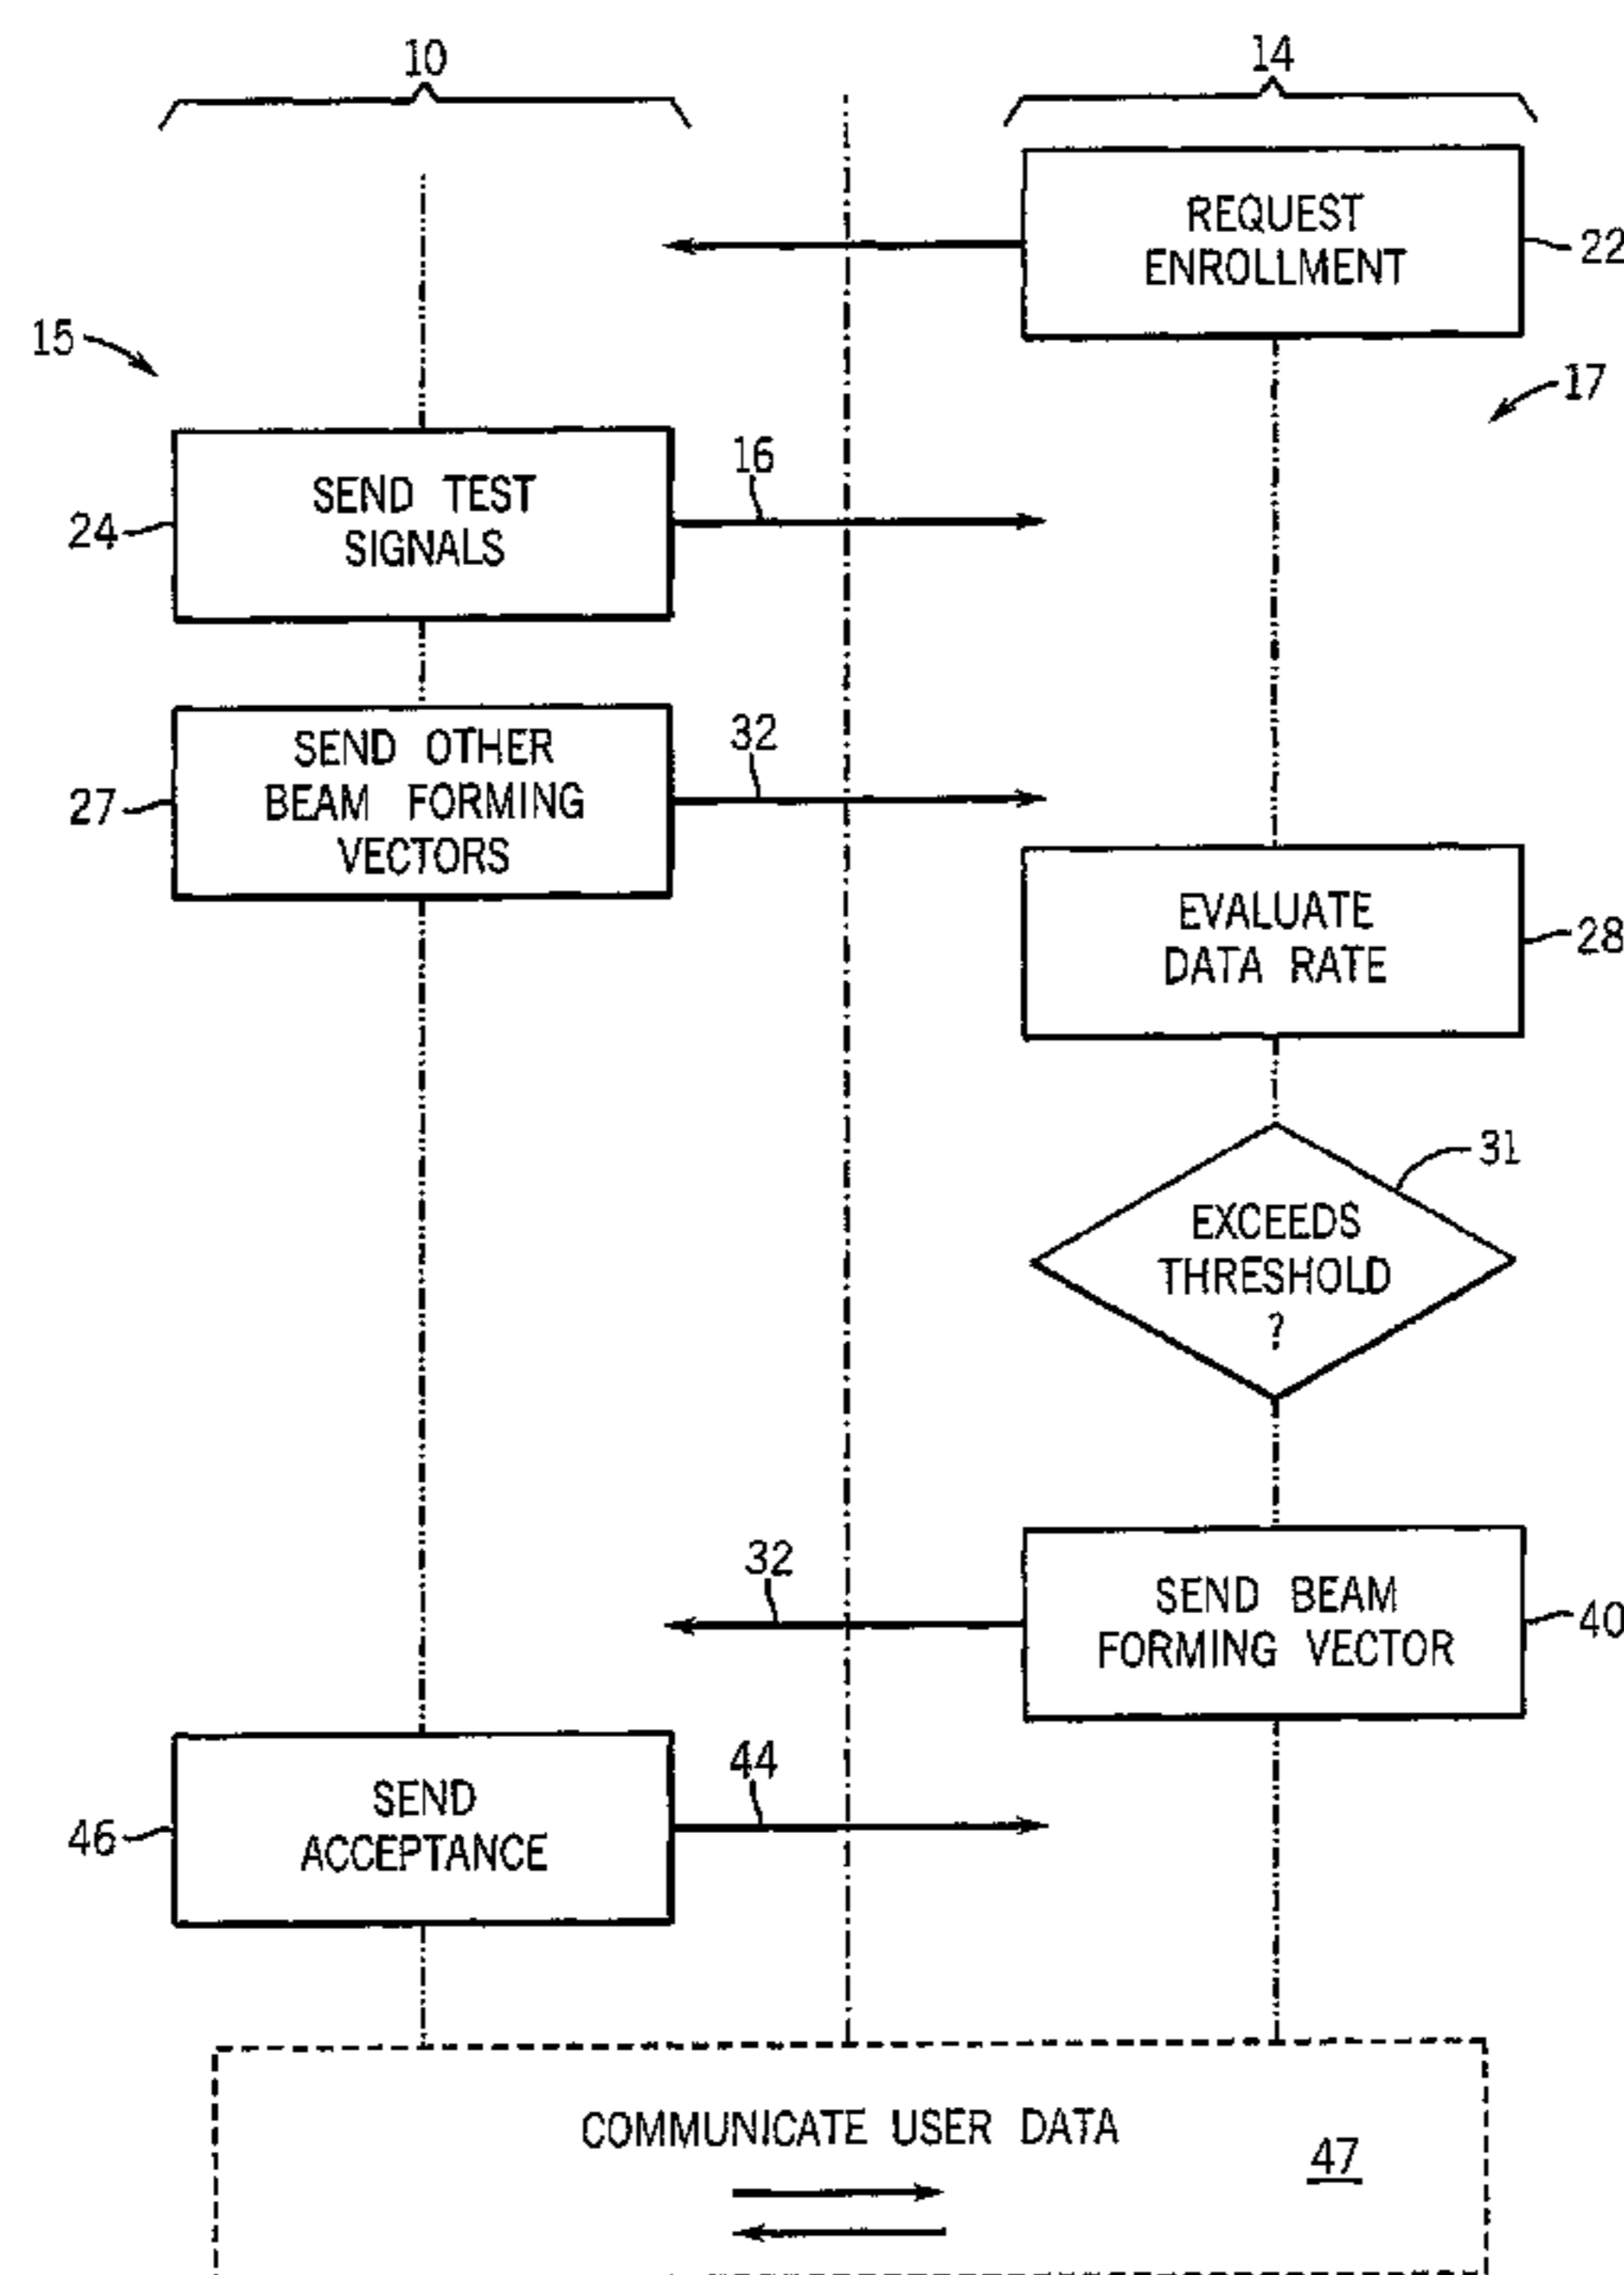 10
14
REQUEST
ENROLLMENT
22
15
17
SEND TEST
SIGNALS
24
16
SEND OTHER
BEAM FORMING
VECTORS
27
32
EVALUATE
DATA RATE
28
31
EXCEEDS
THRESHOLD
?
32
SEND BEAM
FORMING VECTOR
40
SEND
ACCEPTANCE
46
44
COMMUNICATE USER DATA
47